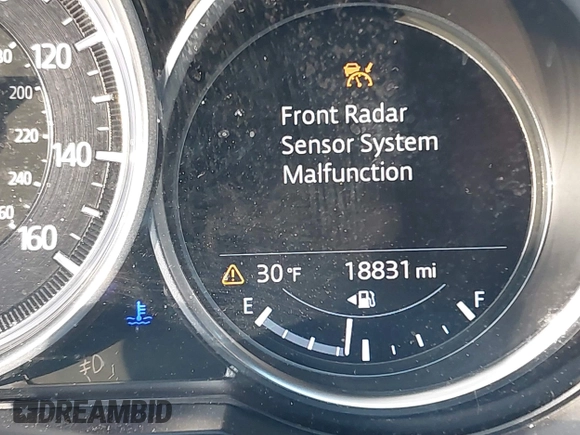 120
200
220
140
240
160
Front Radar
Sensor System
Malfunction
30 °F 18831 mi
E F
DREAMBID